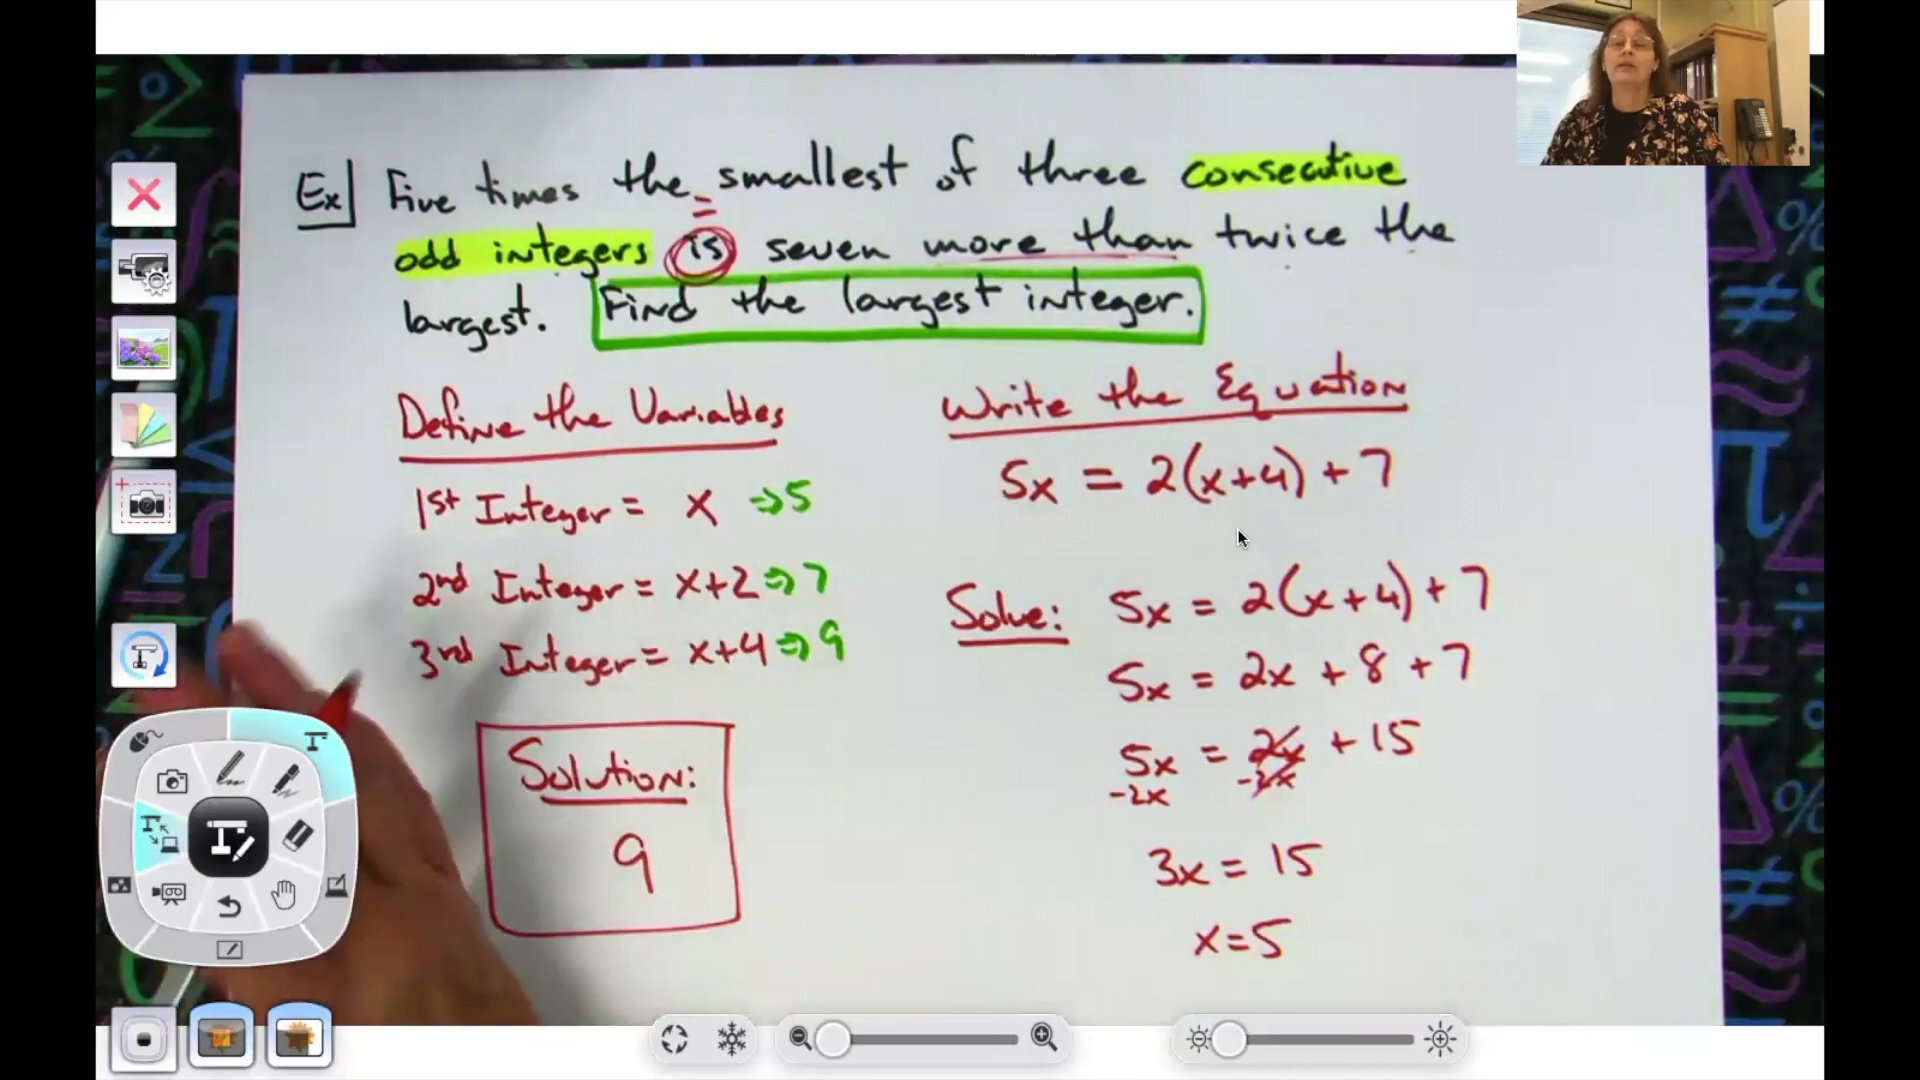 Ex Five times the smallest of three consecutive
=
odd integers is seven more than twice the
largest. Find the largest integer.
Define the Variables
1st Integer = x ⇒ 5
2nd Integer = x+2 ⇒ 7
3rd Integer = x+4 ⇒ 9
Solution:
9
Write the Equation
5x = 2(x+4) + 7
Solve: 5x = 2(x+4) + 7
5x = 2x + 8 + 7
5x = 2x + 15
-2x -2x
3x = 15
x=5